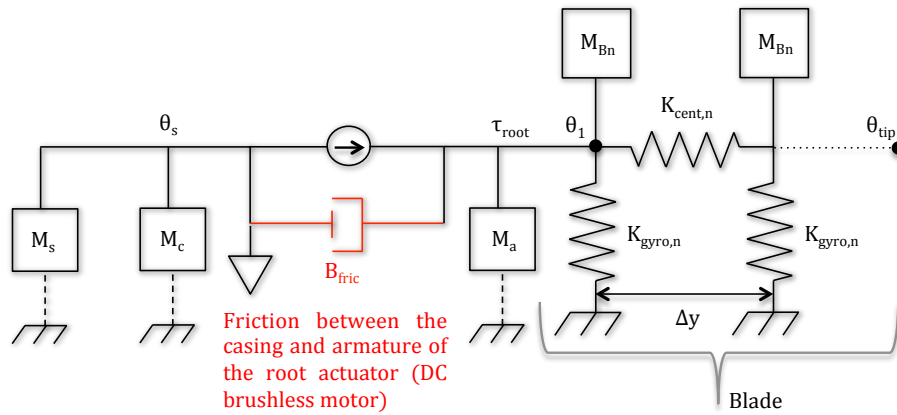 M_Bn
M_Bn
K_cent,n
θ_s
τ_root
θ_1
θ_tip
M_s
M_c
M_a
K_gyro,n
K_gyro,n
B_fric
Δy
Friction between the
casing and armature of
the root actuator (DC
brushless motor)
Blade